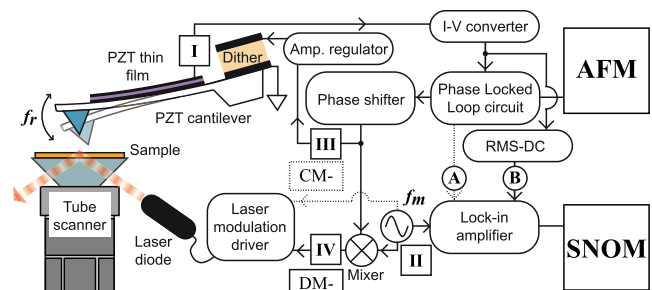 I
I-V converter
PZT thin
film
Dither
Amp. regulator
AFM
Phase shifter
Phase Locked
Loop circuit
fr
PZT cantilever
III
RMS-DC
Sample
CM-
A
B
fm
Tube
scanner
Laser
modulation
driver
Lock-in
amplifier
SNOM
Laser
diode
IV
Mixer
II
DM-